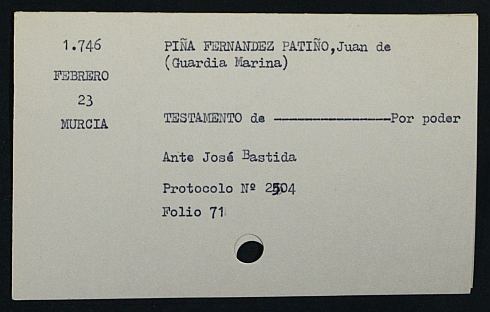 1.746
FEBRERO
23
MURCIA
PIÑA FERNANDEZ PATIÑO,Juan de
(Guardia Marina)
TESTAMENTO de ----------------Por poder
Ante José Bastida
Protocolo Nº 2504
Folio 71